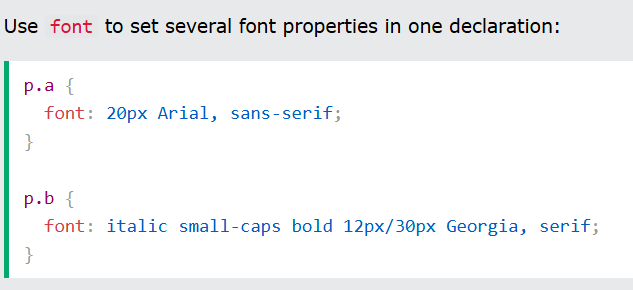 Use font to set several font properties in one declaration:
p.a {
  font: 20px Arial, sans-serif;
}
p.b {
  font: italic small-caps bold 12px/30px Georgia, serif;
}